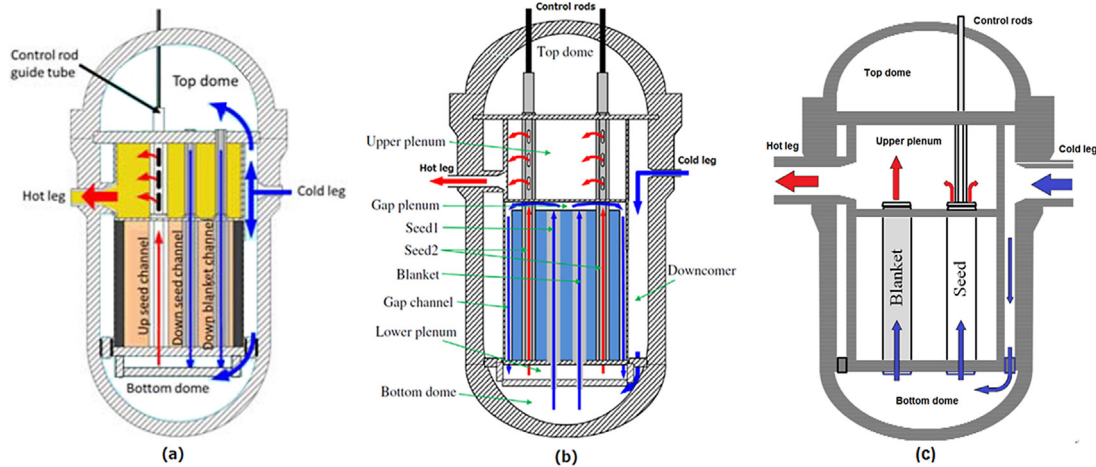 Control rod
guide tube
Top dome
Hot leg
Cold leg
Up seed channel
Down seed channel
Down blanket channel
Bottom dome
(a)
Control rods
Top dome
Upper plenum
Hot leg
Cold leg
Gap plenum
Seed1
Seed2
Blanket
Downcomer
Gap channel
Lower plenum
Bottom dome
(b)
Control rods
Top dome
Hot leg
Upper plenum
Cold leg
Blanket
Seed
Bottom dome
(c)